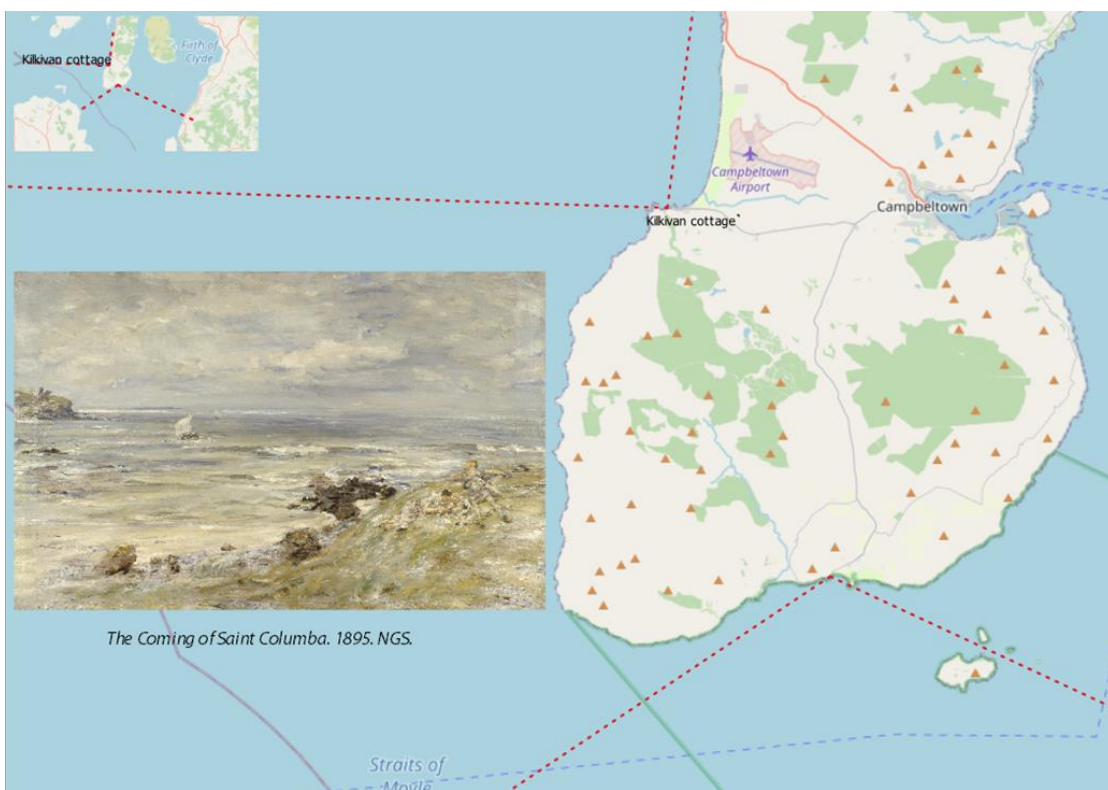 Kilkivan cottage
Firth of
Clyde
Campbeltown
Airport
Campbeltown
Kilkivan cottage`
The Coming of Saint Columba. 1895. NGS.
Straits of
Moyle